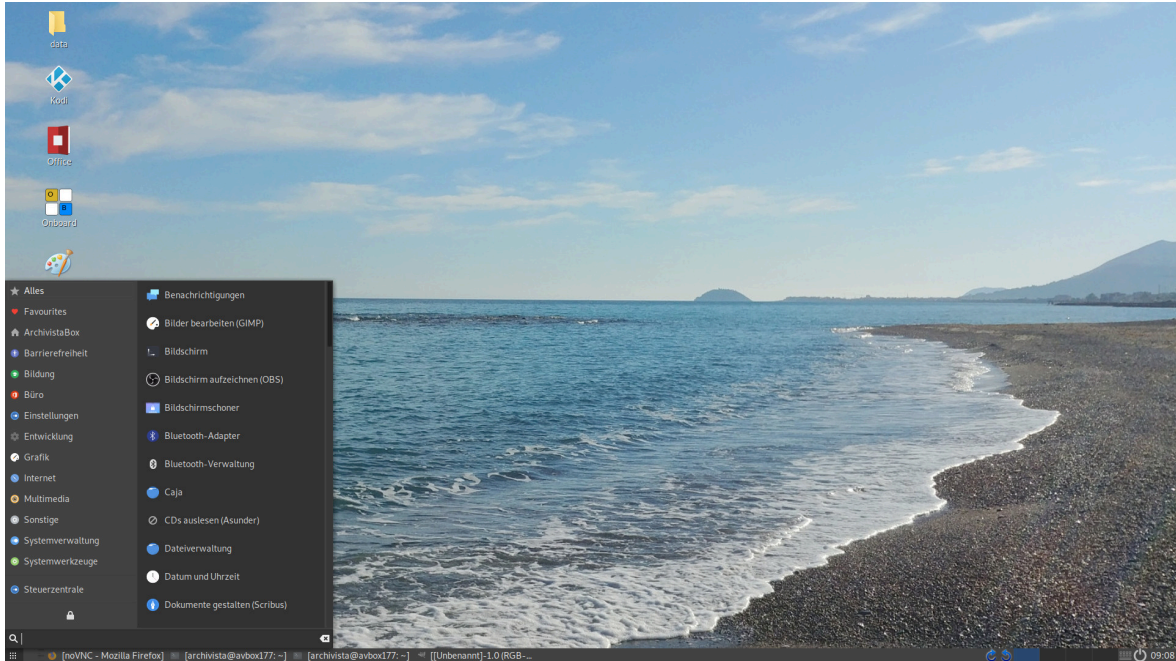 data
Kodi
Office
O
B
Onboard
Alles
Favourites
ArchivistaBox
Barrierefreiheit
Bildung
Büro
Einstellungen
Entwicklung
Grafik
Internet
Multimedia
Sonstige
Systemverwaltung
Systemwerkzeuge
Steuerzentrale
Benachrichtigungen
Bilder bearbeiten (GIMP)
Bildschirm
Bildschirm aufzeichnen (OBS)
Bildschirmschoner
Bluetooth-Adapter
Bluetooth-Verwaltung
Caja
CDs auslesen (Asunder)
Dateiverwaltung
Datum und Uhrzeit
Dokumente gestalten (Scribus)
[noVNC - Mozilla Firefox] [archivista@avbox177: ~] [archivista@avbox177: ~] [[Unbenannt]-1.0 (RGB-... 09:08